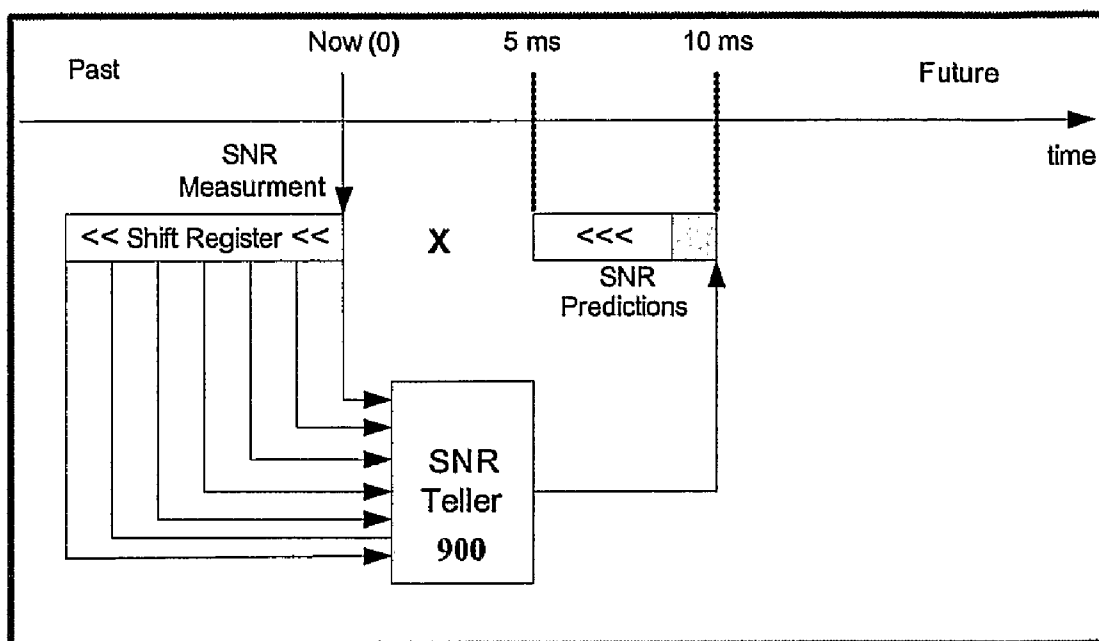 Now (0) 5 ms 10 ms
Past Future
time
SNR
Measurment
<< Shift Register << X <<<
SNR
Predictions
SNR
Teller
900